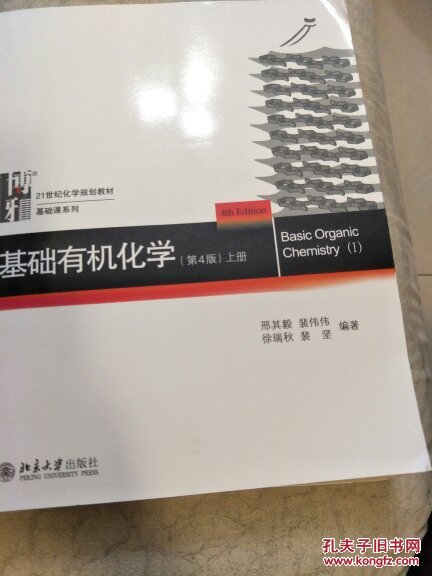 博雅®
21世纪化学规划教材
基础课系列
4th Edition
基础有机化学（第4版）上册
Basic Organic
Chemistry (I)
邢其毅 裴伟伟
徐瑞秋 裴 坚 编著
北京大学出版社
PEKING UNIVERSITY PRESS
孔夫子旧书网
KONGFZ.COM